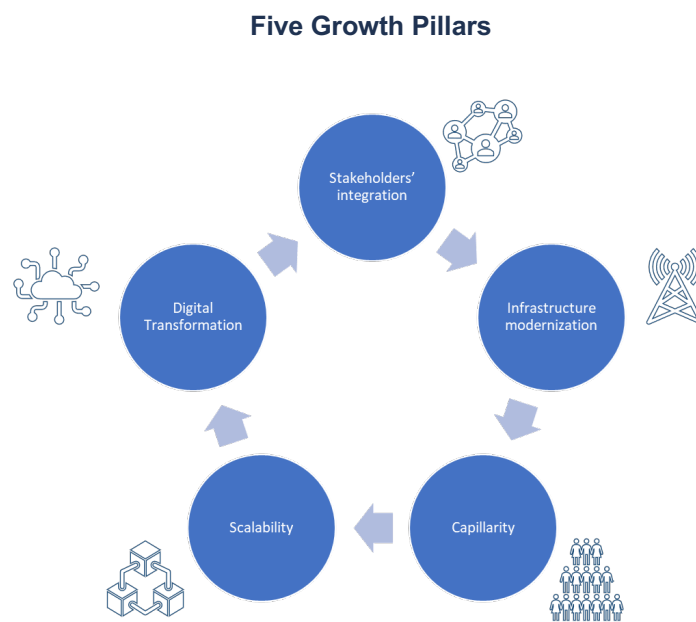 Five Growth Pillars
Stakeholders’
integration
Infrastructure
modernization
Capillarity
Scalability
Digital
Transformation